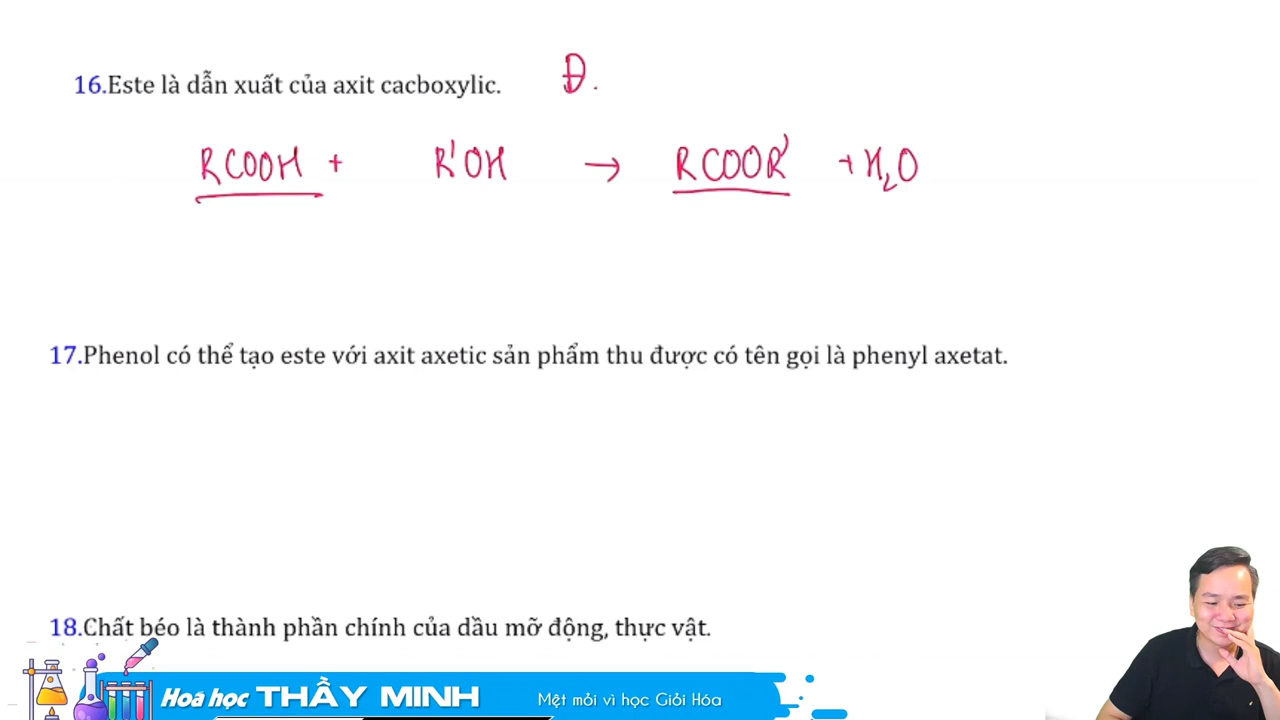 16.Este là dẫn xuất của axit cacboxylic. Đ.
RCOOH + R'OH → RCOOR' + H₂O
17.Phenol có thể tạo este với axit axetic sản phẩm thu được có tên gọi là phenyl axetat.
18.Chất béo là thành phần chính của dầu mỡ động, thực vật.
Hoá học THẦY MINH Mệt mỏi vì học Giỏi Hóa